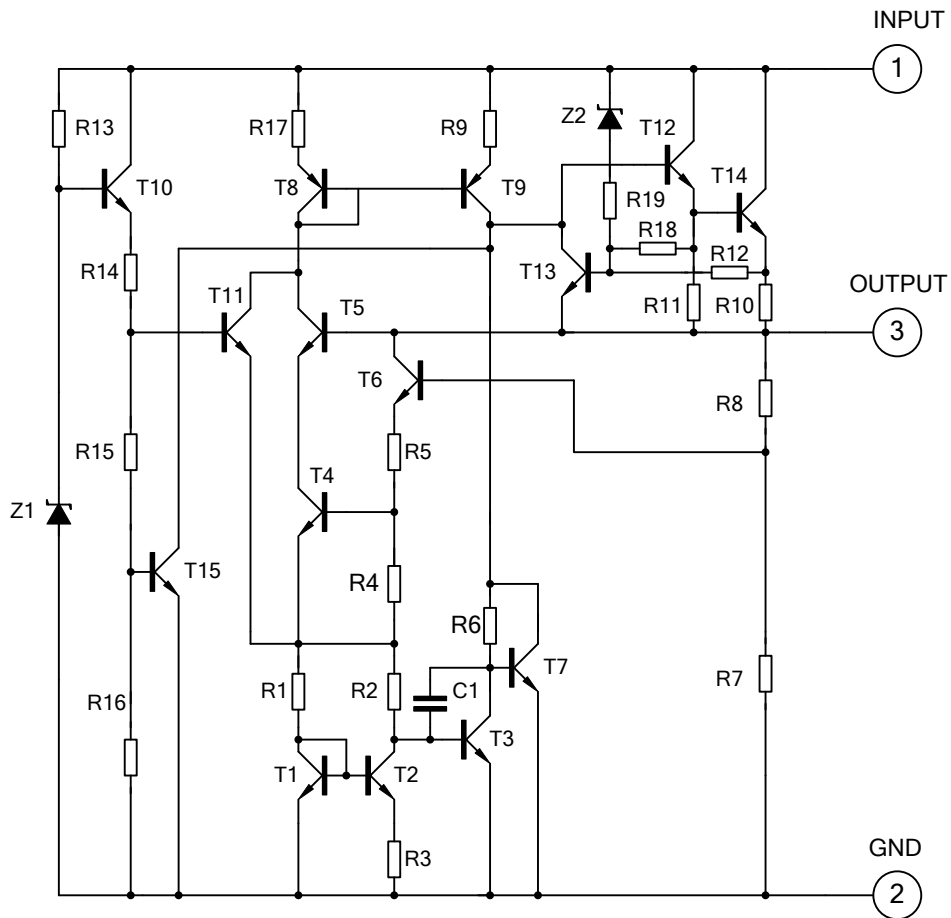 INPUT
1
R13
R17
R9
Z2
T12
T10
T8
T9
T14
R19
R18
R14
T13
R12
T11
T5
R11
R10
OUTPUT
3
T6
R8
R15
R5
Z1
T4
T15
R4
R6
T7
R1
R2
C1
R7
R16
T3
T1
T2
R3
GND
2